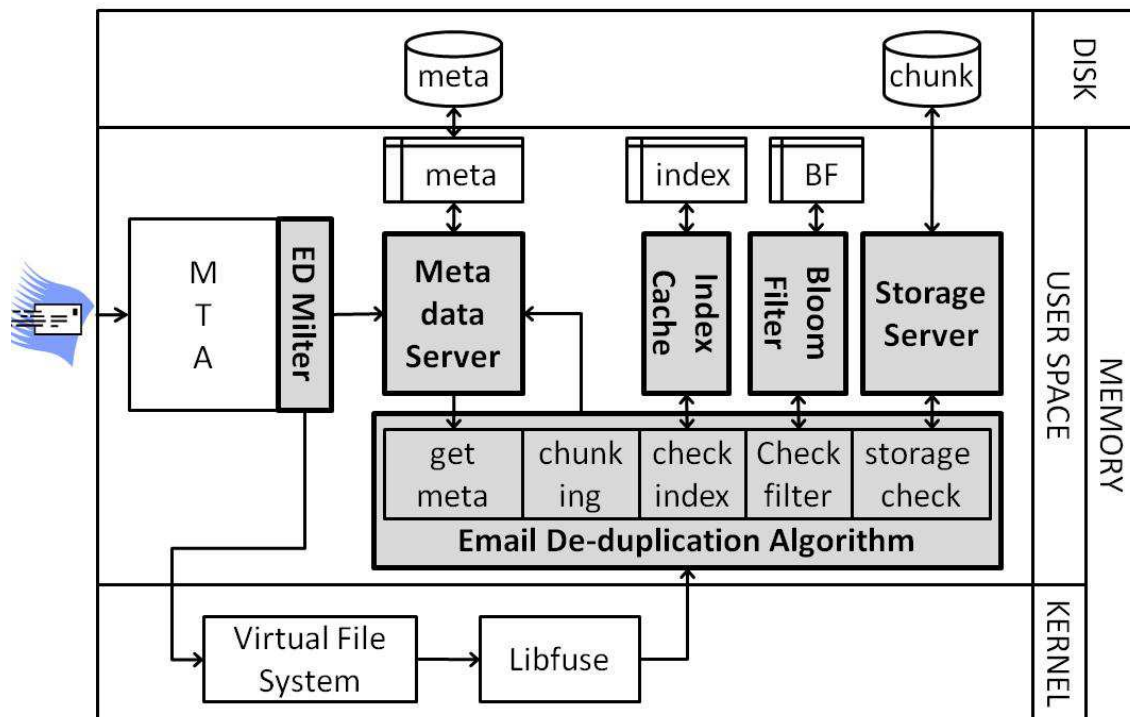 meta
chunk
DISK
meta
index
BF
M
T
A
ED Milter
Meta
data
Server
Index
Cache
Bloom
Filter
Storage
Server
USER SPACE
MEMORY
get
meta
chunk
ing
check
index
Check
filter
storage
check
Email De-duplication Algorithm
Virtual File
System
Libfuse
KERNEL